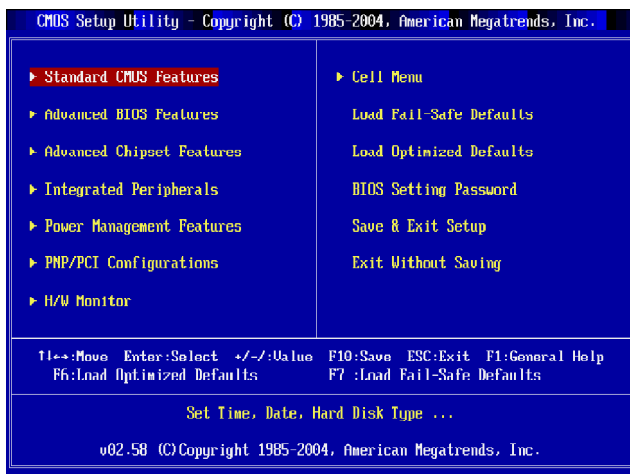 CMOS Setup Utility - Copyright (C) 1985-2004, American Megatrends, Inc.
Standard CMOS Features
Advanced BIOS Features
Advanced Chipset Features
Integrated Peripherals
Power Management Features
PNP/PCI Configurations
H/W Monitor
Cell Menu
Load Fail-Safe Defaults
Load Optimized Defaults
BIOS Setting Password
Save & Exit Setup
Exit Without Saving
↑↓↔:Move Enter:Select +/-/:Value F10:Save ESC:Exit F1:General Help
F6:Load Optimized Defaults F7 :Load Fail-Safe Defaults
Set Time, Date, Hard Disk Type ...
v02.58 (C)Copyright 1985-2004, American Megatrends, Inc.